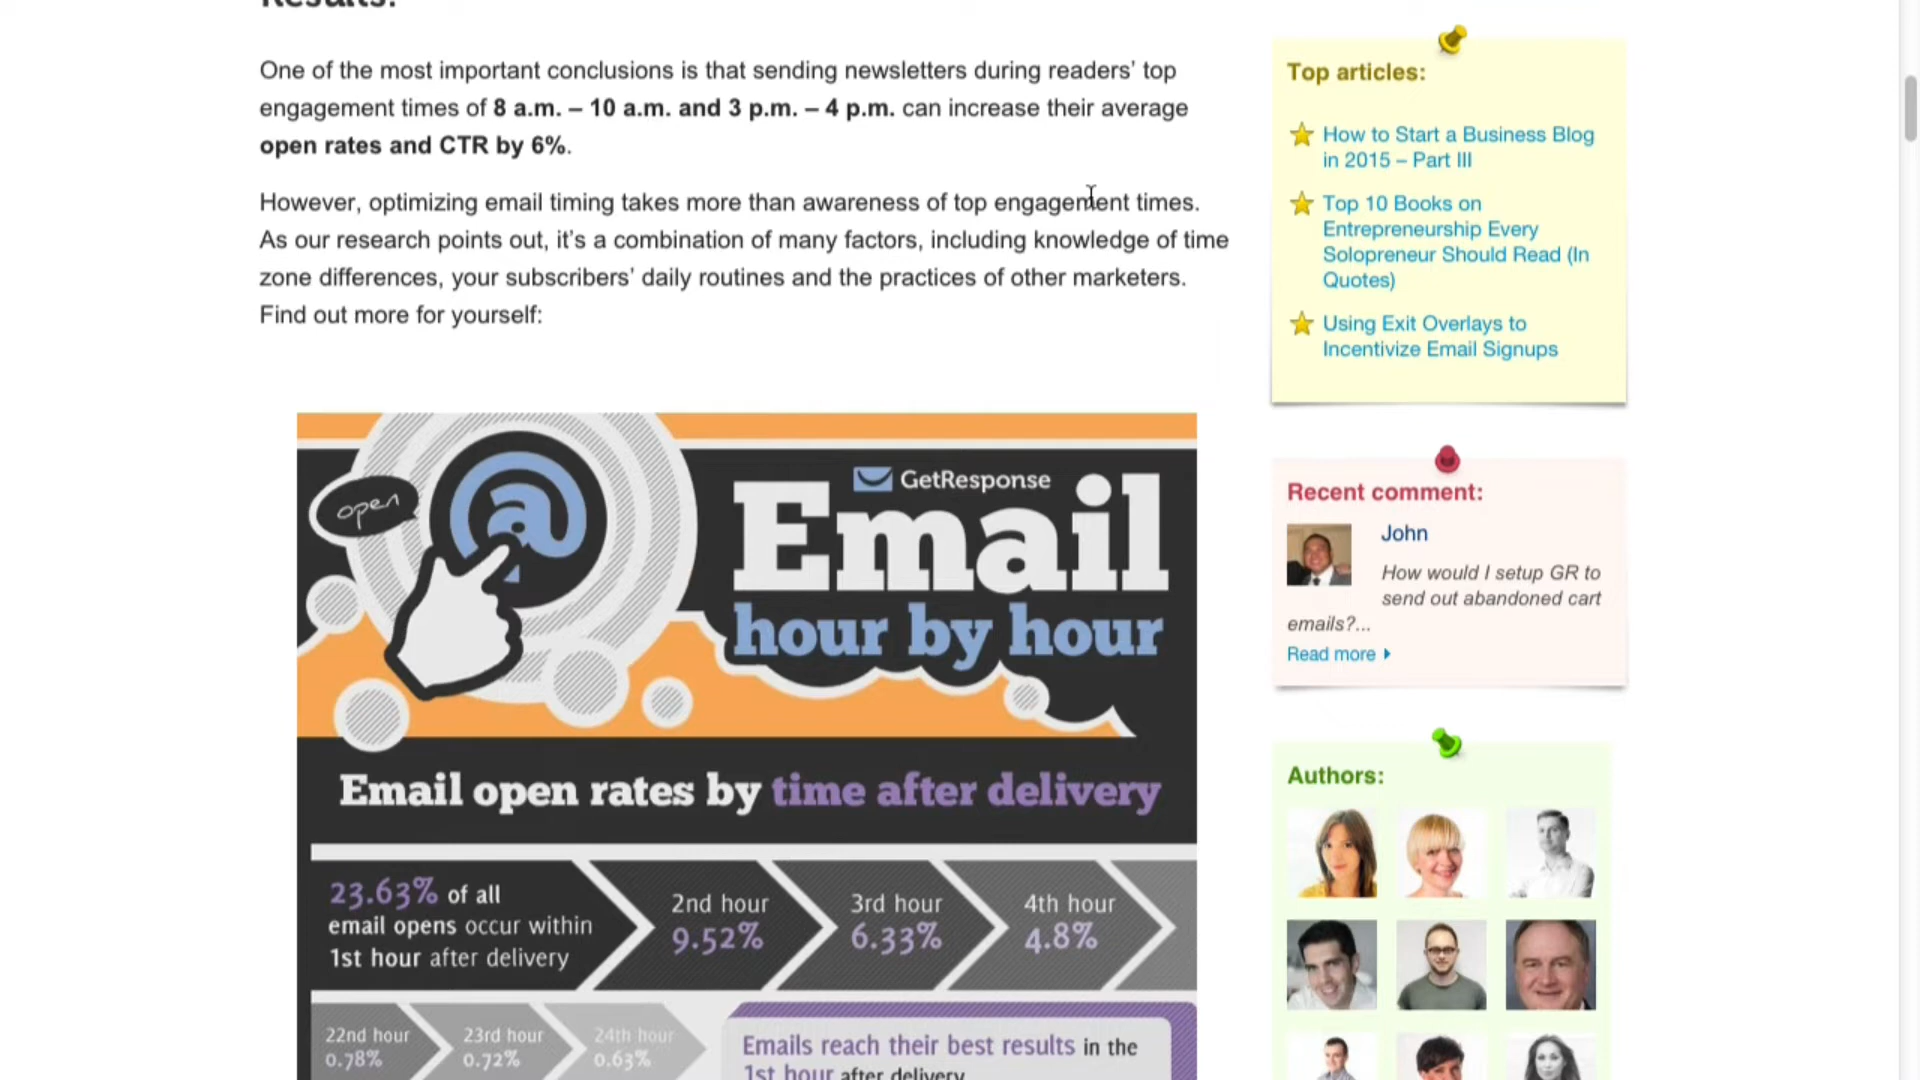 Results:
One of the most important conclusions is that sending newsletters during readers’ top
engagement times of 8 a.m. – 10 a.m. and 3 p.m. – 4 p.m. can increase their average
open rates and CTR by 6%.
However, optimizing email timing takes more than awareness of top engagement times.
As our research points out, it’s a combination of many factors, including knowledge of time
zone differences, your subscribers’ daily routines and the practices of other marketers.
Find out more for yourself:
open
@
GetResponse
Email
hour by hour
Email open rates by time after delivery
23.63% of all
email opens occur within
1st hour after delivery
2nd hour
9.52%
3rd hour
6.33%
4th hour
4.8%
22nd hour
0.78%
23rd hour
0.72%
24th hour
0.63%
Emails reach their best results in the
1st hour after delivery
Top articles:
How to Start a Business Blog
in 2015 – Part III
Top 10 Books on
Entrepreneurship Every
Solopreneur Should Read (In
Quotes)
Using Exit Overlays to
Incentivize Email Signups
Recent comment:
John
How would I setup GR to
send out abandoned cart
emails?...
Read more
Authors: